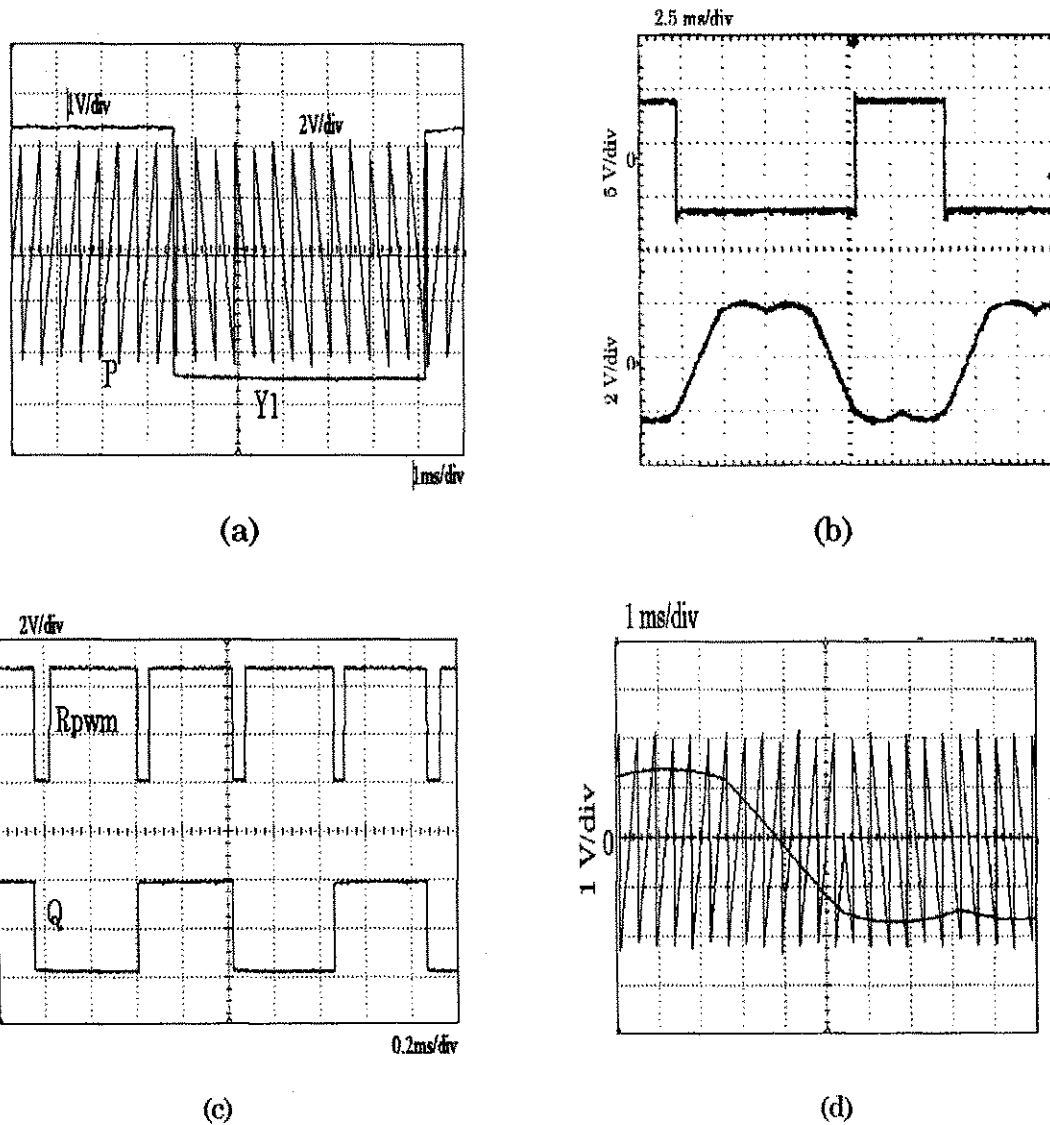 1V/div
2V/div
P
Y1
1ms/div
(a)
2.5 ms/div
5 V/div
0
2 V/div
0
(b)
2V/div
Rpwm
Q
0.2ms/div
(c)
1 ms/div
1 V/div
0
(d)